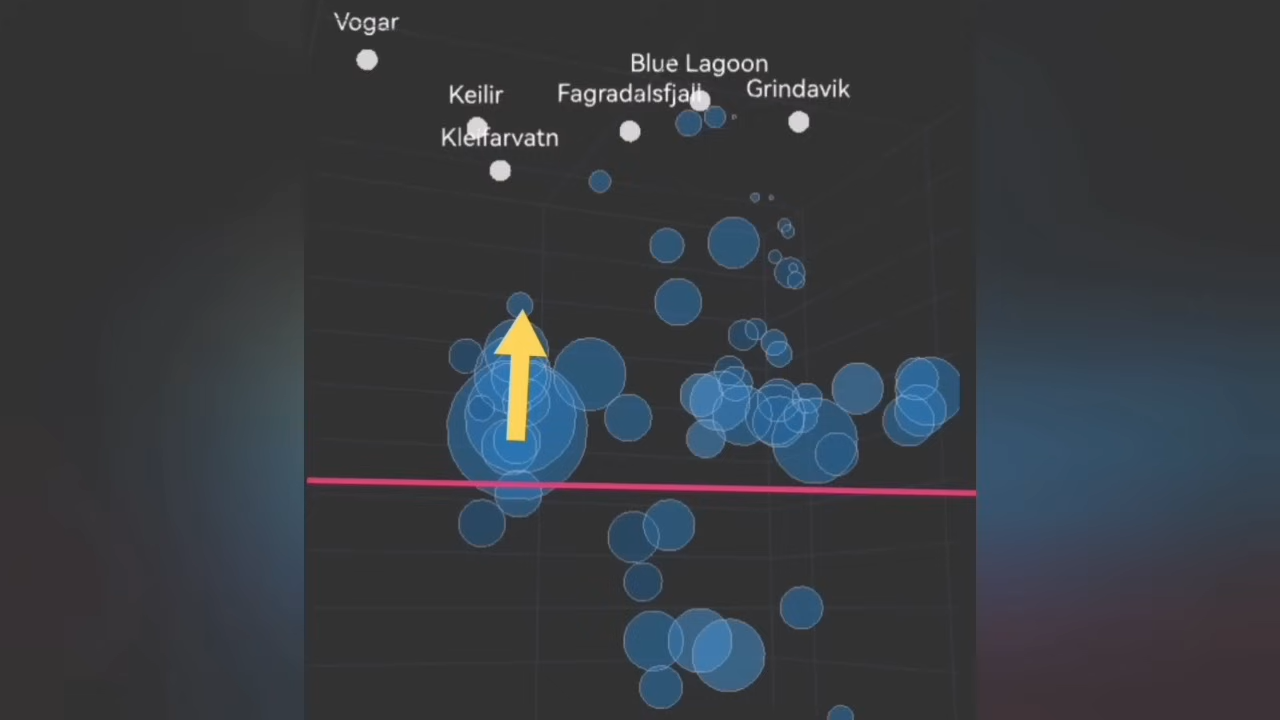 Vogar
Blue Lagoon
Keilir
Fagradalsfjall
Grindavik
Kleifarvatn